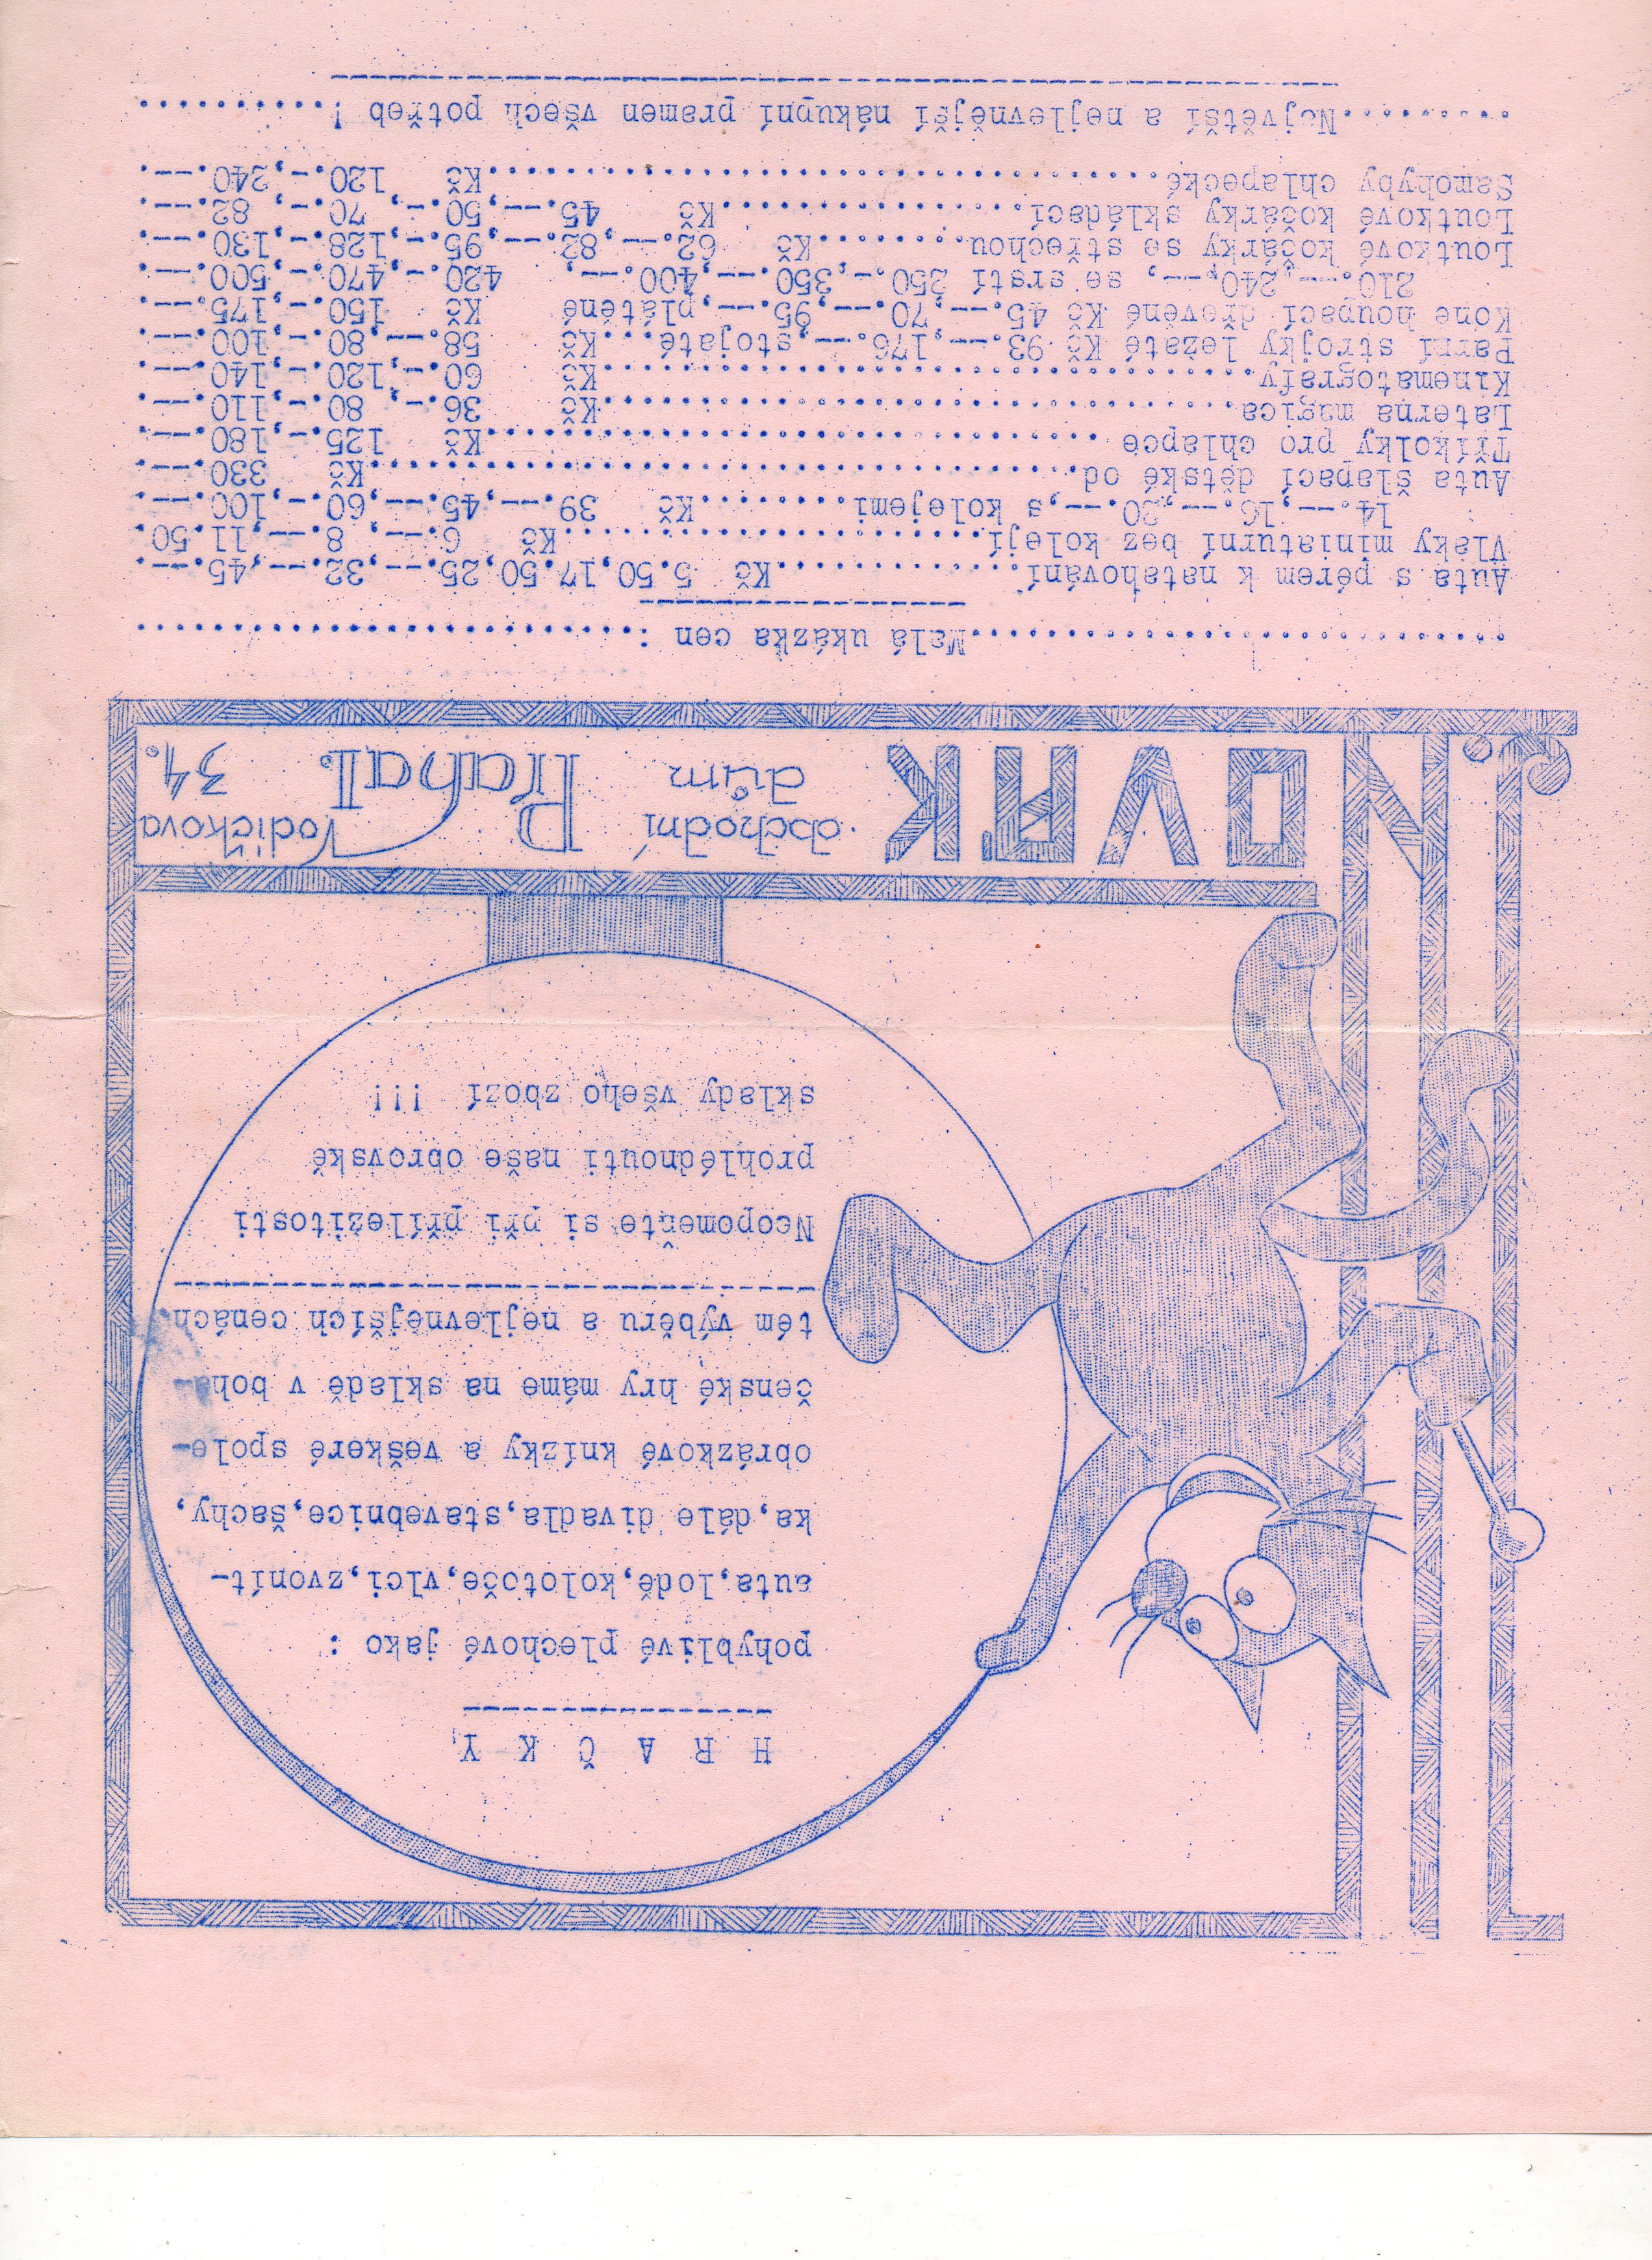 H R A Č K Y
pohyblivé plechové jako :
auta,lodě,kolotoče,vlci,zvonít-
ka,dále divadla,stavebnice,šachy,
obrázkové knížky a veškeré spole-
čenské hry máme na skladě v boha-
tém výběru a nejlevnějších cenách.
Neopomeňte si při příležitosti
prohlédnouti naše obrovské
sklady všeho zboží !!!
J. NOVÁK obchodní dům Praha II. Vodičkova 34.
..........Malá ukázka cen :..........
Auta s pérem k natahování..........Kč 5.50,17.50,25.--,32.--,45.--.
Vláky miniaturní bez kolejí..........Kč 6.--, 8.--,11.50
14.--,16.--,20.--,s kolejemi..........Kč 39.--,45.--,60.-,100.--.
Auta šlapací dětské od..........Kč 330.--.
Tříkolky pro chlapce..........Kč 125.-,180.--.
Laterna magica..........Kč 36.-, 80.-,110.--.
Kinematografy..........Kč 60.-,120.-,140.--.
Parní strojky ležaté Kč 93.--,176.--,stojaté...Kč 58.--,80.-,100.--.
Koně houpací dřevěné Kč 45.--,70.--,95.--,plátěné Kč 150.-,175.--.
210.--,240.--, se srstí 250.-,350.--,400.--, 420.-,470.-,500.--.
Loutkové kočárky se střechou........Kč 62.--,82.--,95.-,128.-,130.--.
Loutkové kočárky skládací..........Kč 45.--,50.-, 70.-, 82.--.
Samohyby chlapecké..........Kč 120.-,240.--.
..........Největší a nejlevnější nákupní pramen všech potřeb !..........